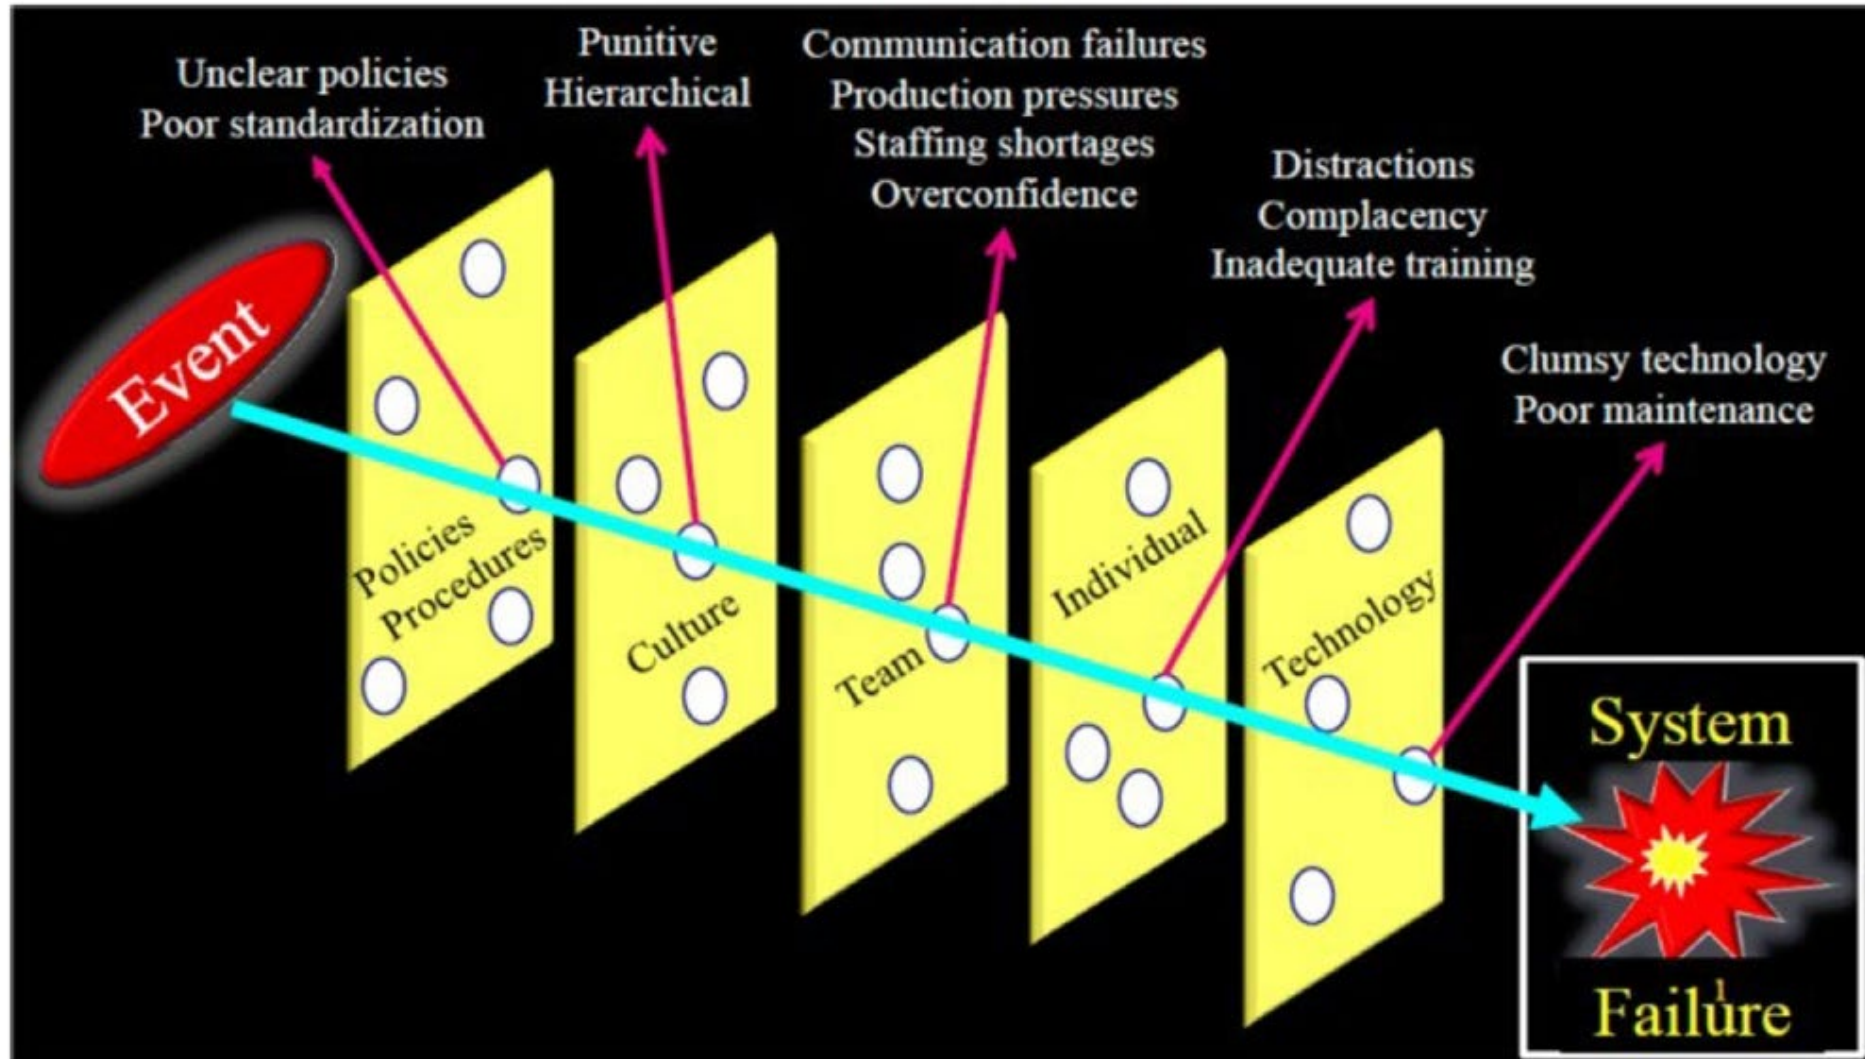 Unclear policies
Poor standardization
Punitive
Hierarchical
Communication failures
Production pressures
Staffing shortages
Overconfidence
Distractions
Complacency
Inadequate training
Clumsy technology
Poor maintenance
Event
Policies
Procedures
Culture
Team
Individual
Technology
System
1
Failure